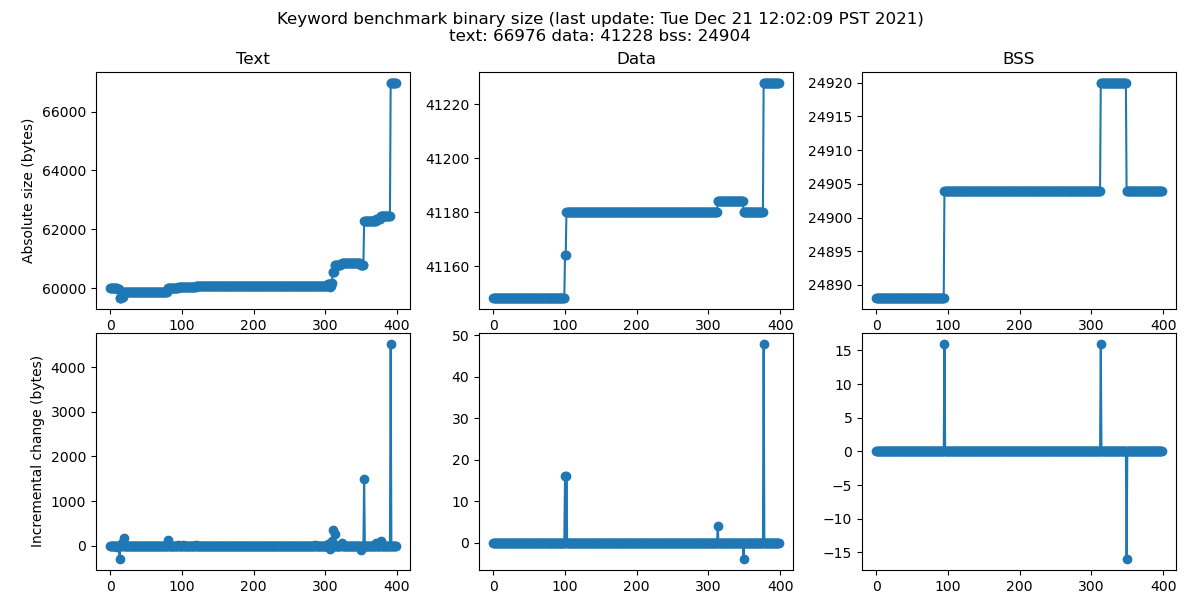 Keyword benchmark binary size (last update: Tue Dec 21 12:02:09 PST 2021)
text: 66976 data: 41228 bss: 24904
Text
Data
BSS
Absolute size (bytes)
66000
64000
62000
60000
0 100 200 300 400
41220
41200
41180
41160
0 100 200 300 400
24920
24915
24910
24905
24900
24895
24890
0 100 200 300 400
Incremental change (bytes)
4000
3000
2000
1000
0
0 100 200 300 400
50
40
30
20
10
0
0 100 200 300 400
15
10
5
0
−5
−10
−15
0 100 200 300 400